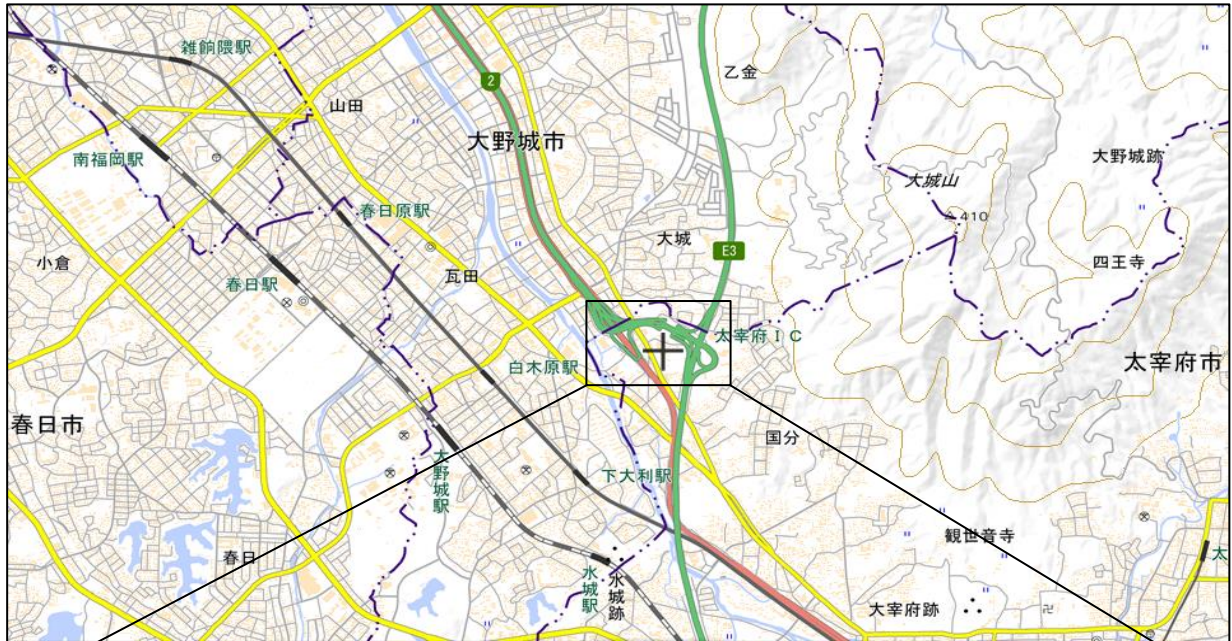 雑餉隈駅
乙金
山田
2
大野城市
南福岡駅
大野城跡
大城山
春日原駅
410
大城
小倉
E3
四王寺
瓦田
春日駅
太宰府IC
白木原駅
太宰府市
春日市
国分
大野城駅
下大利駅
観世音寺
春日
水城駅
水城跡
大宰府跡
太